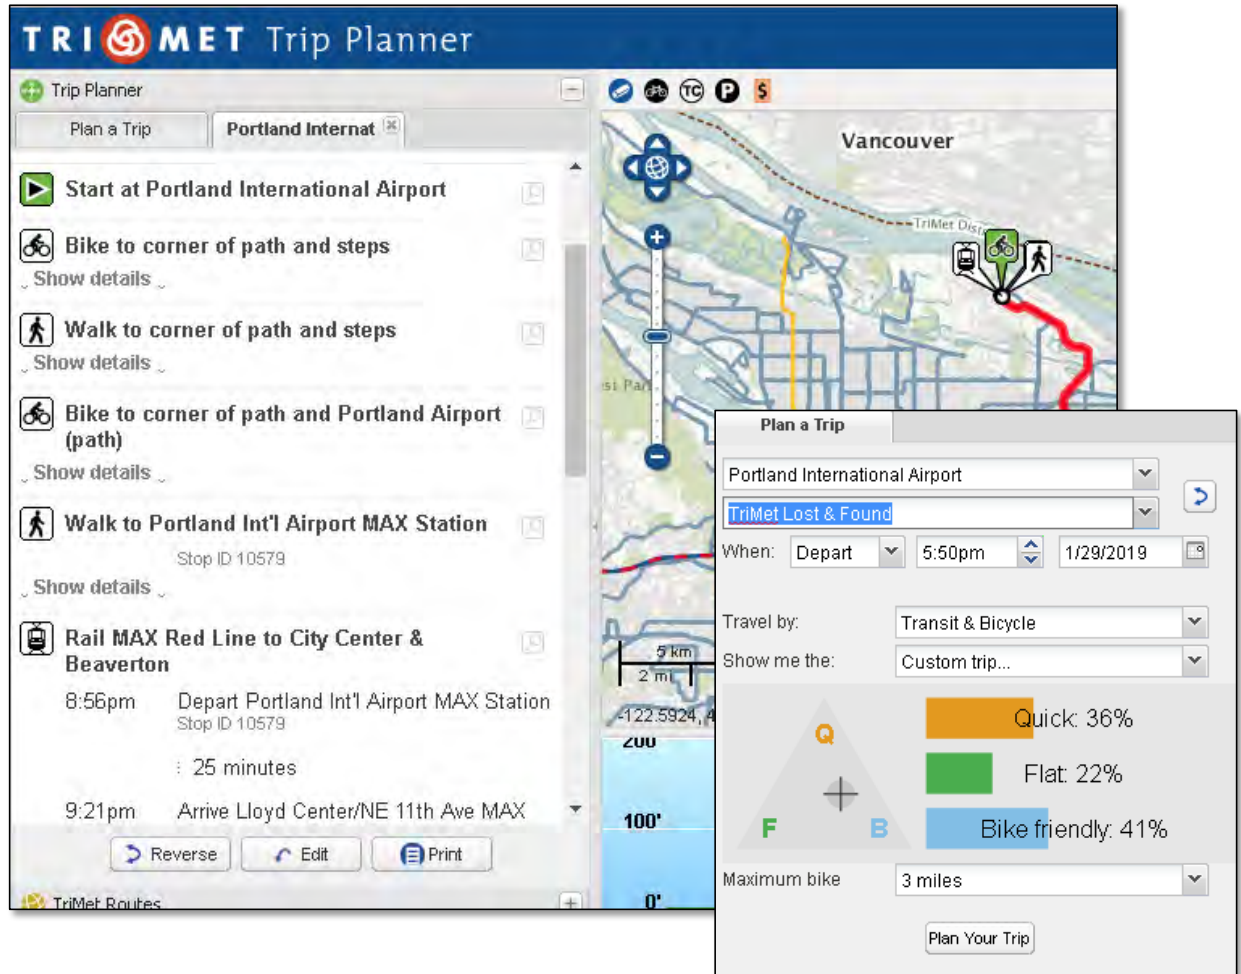 TRI MET Trip Planner
Trip Planner
Plan a Trip
Portland Internat
Start at Portland International Airport
Bike to corner of path and steps
Show details
Walk to corner of path and steps
Show details
Bike to corner of path and Portland Airport
(path)
Show details
Walk to Portland Int'l Airport MAX Station
Stop ID 10579
Show details
Rail MAX Red Line to City Center &
Beaverton
8:56pm Depart Portland Int'l Airport MAX Station
Stop ID 10579
25 minutes
9:21pm Arrive Lloyd Center/NE 11th Ave MAX
Reverse
Edit
Print
TriMet Routes
TC P $
Vancouver
TriMet
5 km
2 mi
-122.5924,
200
100'
0'
Plan a Trip
Portland International Airport
TriMet Lost & Found
When: Depart 5:50pm 1/29/2019
Travel by: Transit & Bicycle
Show me the: Custom trip...
Q
F
B
Quick: 36%
Flat: 22%
Bike friendly: 41%
Maximum bike 3 miles
Plan Your Trip